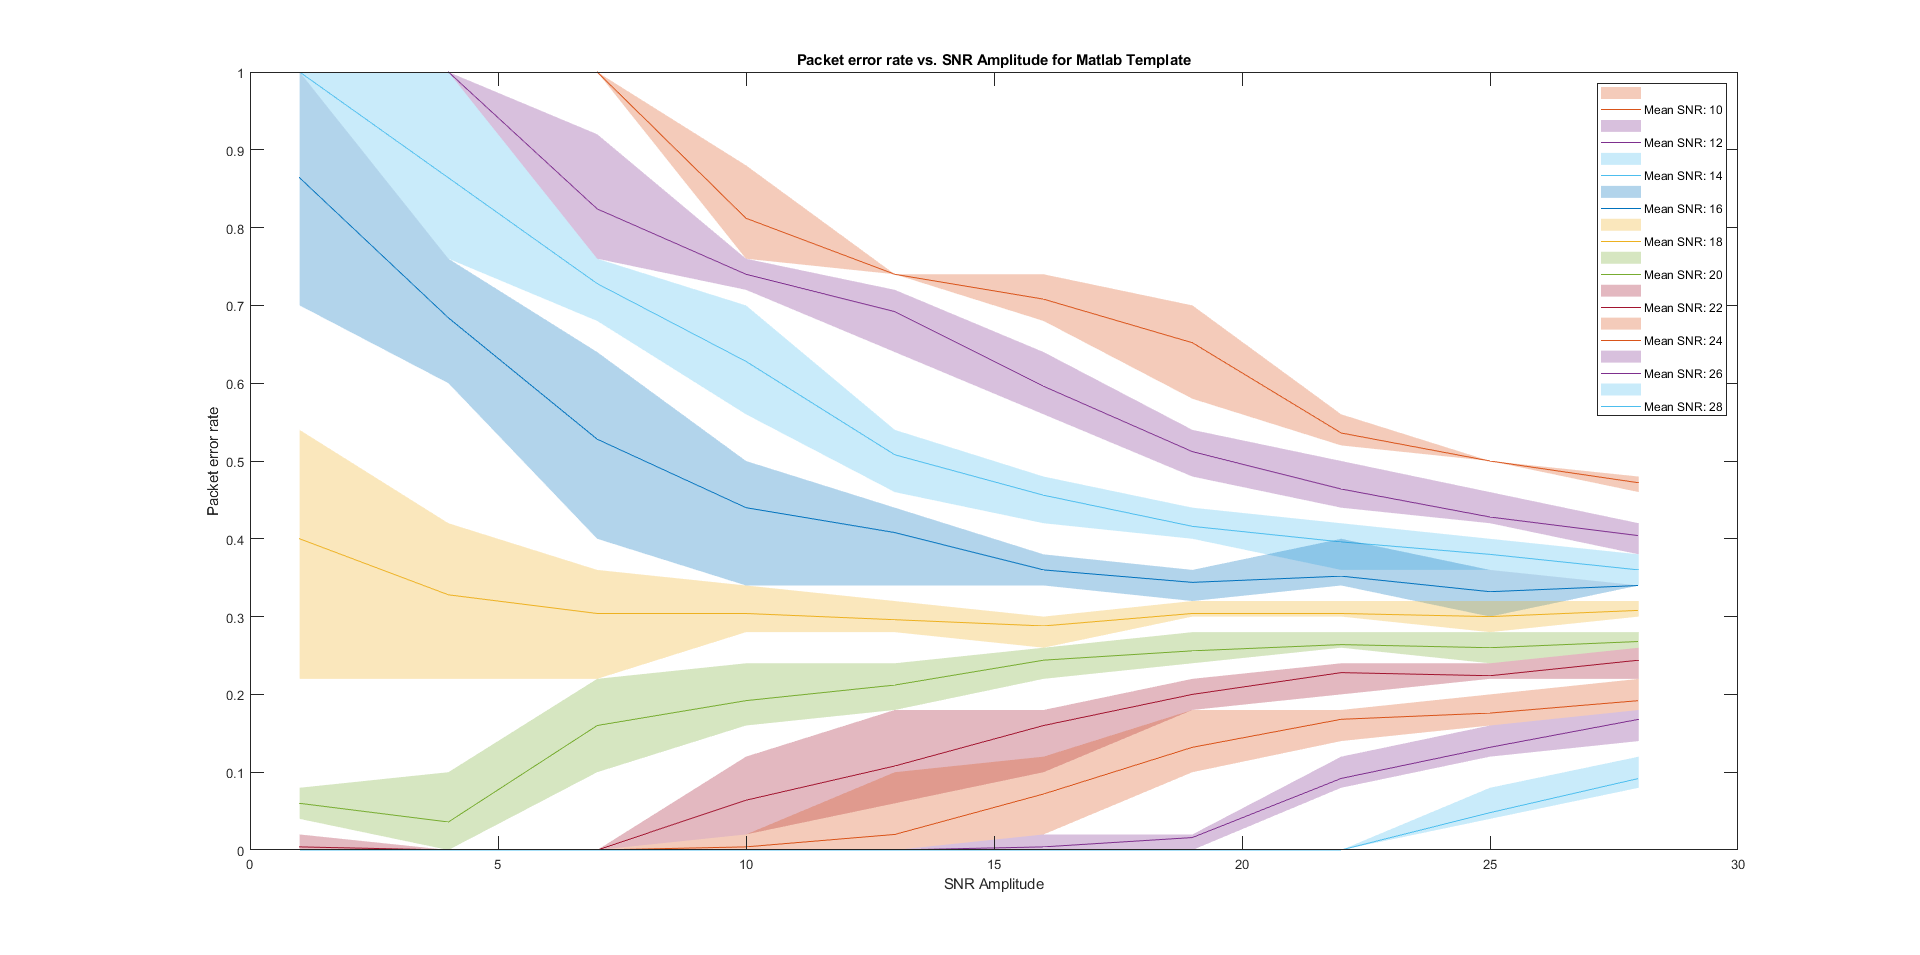 Packet error rate vs. SNR Amplitude for Matlab Template
1
0.9
0.8
0.7
0.6
0.5
0.4
0.3
0.2
0.1
0
Packet error rate
0
5
10
15
20
25
30
SNR Amplitude
Mean SNR: 10
Mean SNR: 12
Mean SNR: 14
Mean SNR: 16
Mean SNR: 18
Mean SNR: 20
Mean SNR: 22
Mean SNR: 24
Mean SNR: 26
Mean SNR: 28